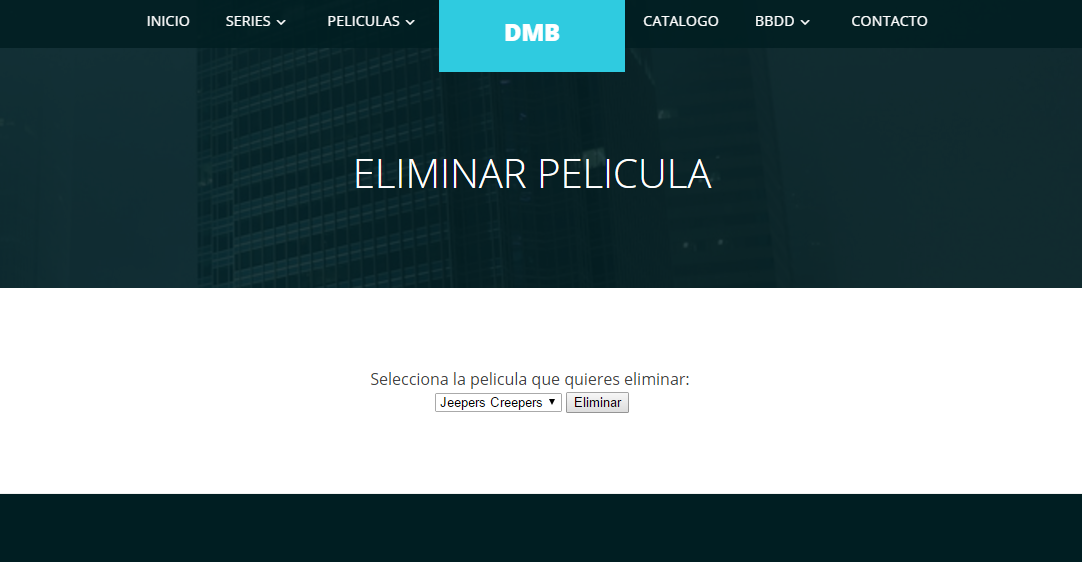 INICIO SERIES PELICULAS DMB CATALOGO BBDD CONTACTO
ELIMINAR PELICULA
Selecciona la pelicula que quieres eliminar:
Jeepers Creepers Eliminar